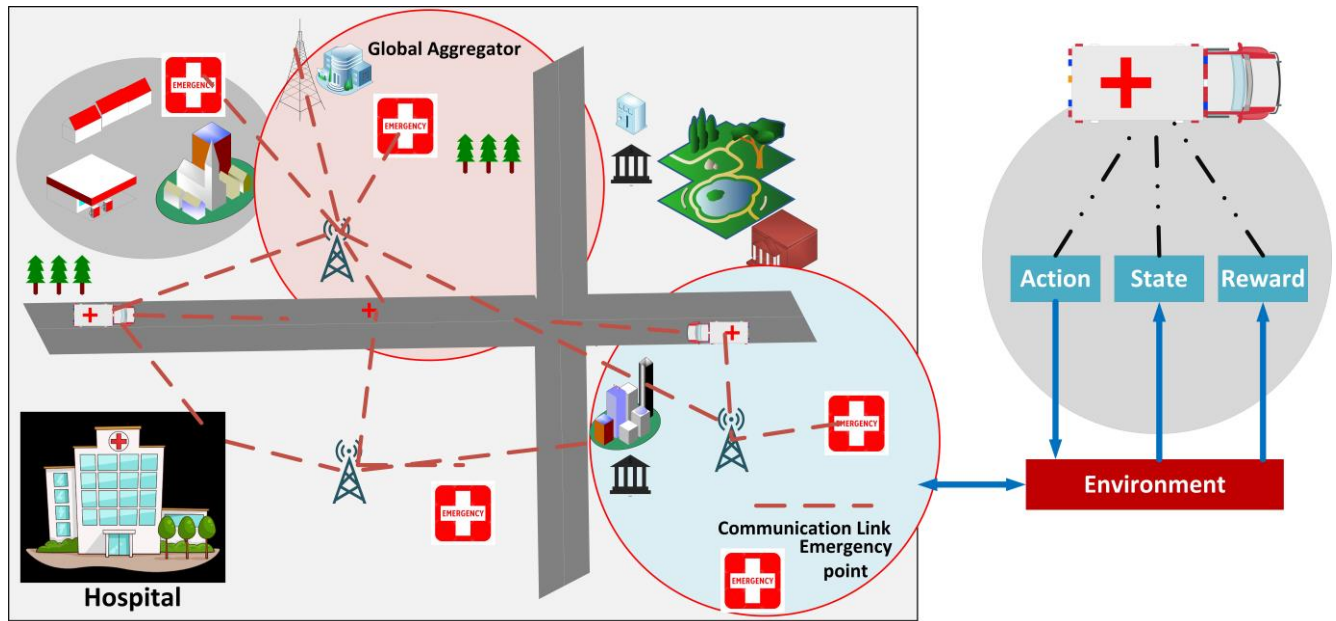 Global Aggregator
EMERGENCY
EMERGENCY
Action
State
Reward
EMERGENCY
Environment
EMERGENCY
Communication Link
Emergency
point
EMERGENCY
Hospital